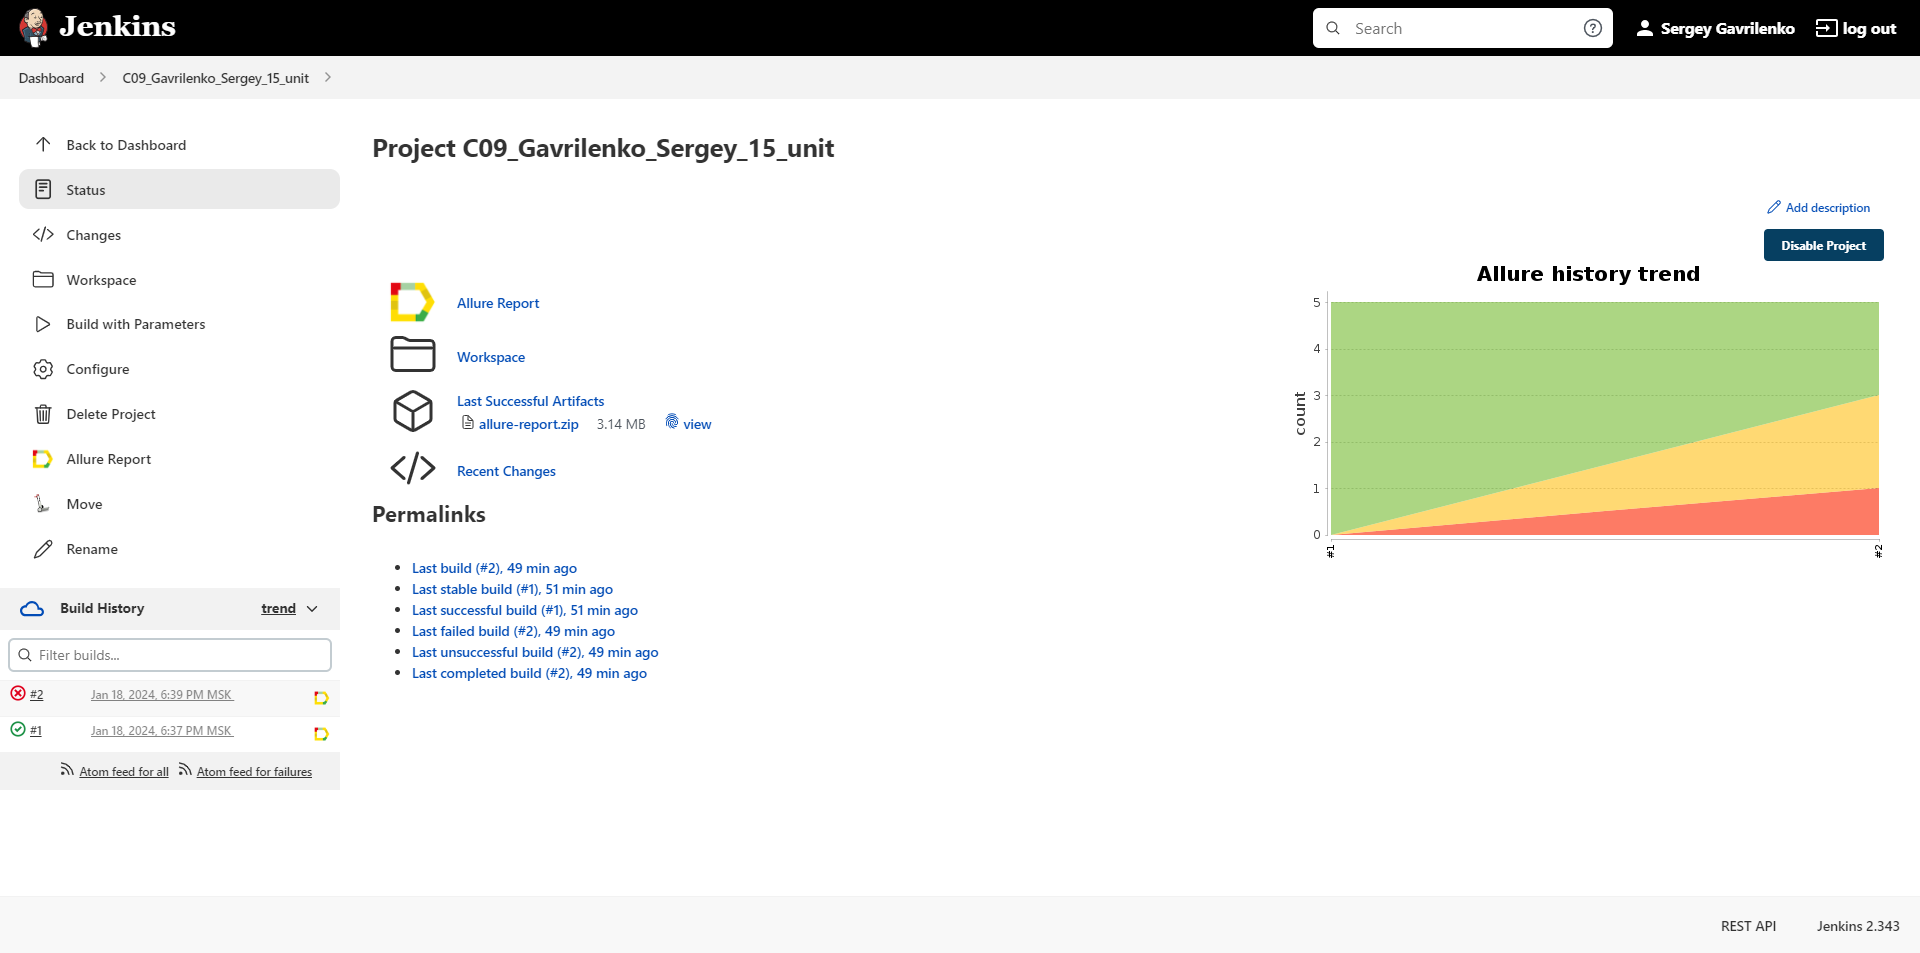 Jenkins
Search
Sergey Gavrilenko
log out
Dashboard
C09_Gavrilenko_Sergey_15_unit
Back to Dashboard
Status
Changes
Workspace
Build with Parameters
Configure
Delete Project
Allure Report
Move
Rename
Build History trend
Filter builds...
#2 Jan 18, 2024, 6:39 PM MSK
#1 Jan 18, 2024, 6:37 PM MSK
Atom feed for all Atom feed for failures
Project C09_Gavrilenko_Sergey_15_unit
Add description
Disable Project
Allure Report
Workspace
Last Successful Artifacts
allure-report.zip 3.14 MB view
Recent Changes
Permalinks
Last build (#2), 49 min ago
Last stable build (#1), 51 min ago
Last successful build (#1), 51 min ago
Last failed build (#2), 49 min ago
Last unsuccessful build (#2), 49 min ago
Last completed build (#2), 49 min ago
Allure history trend
count
5
4
3
2
1
0
#1
#2
REST API
Jenkins 2.343